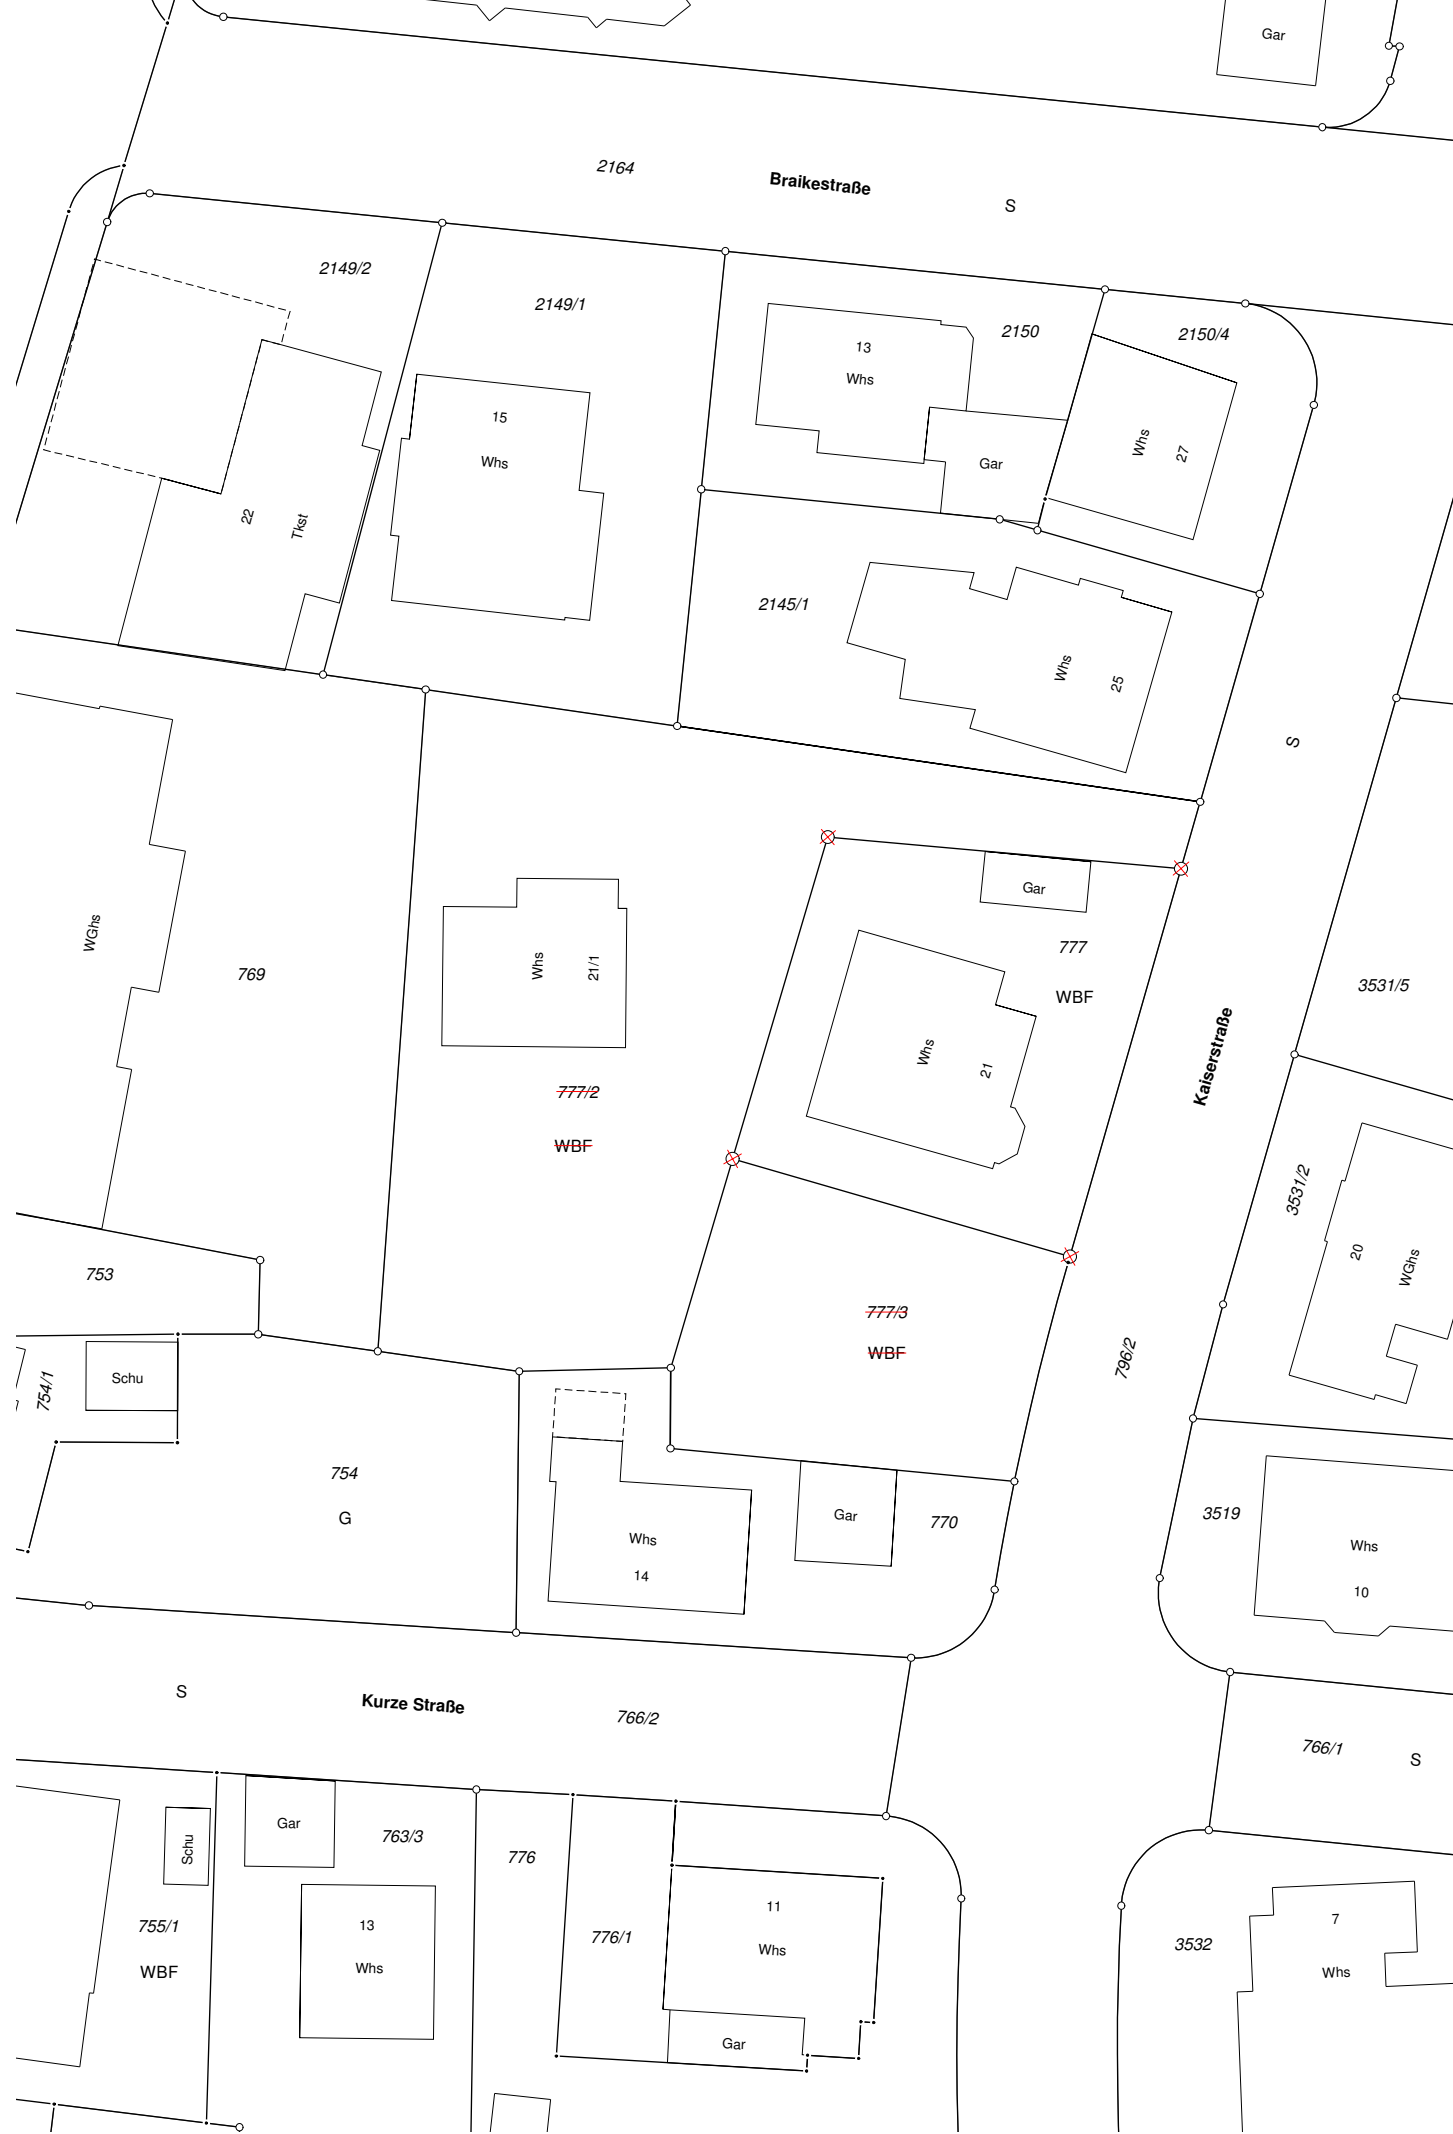 Gar
2164
Braikestraße
S
2149/2
2149/1
2150
2150/4
13
Whs
15
Whs
Gar
Whs
27
22
Tkst
2145/1
Whs
25
S
WGhs
769
Whs
21/1
777/2
WBF
Gar
777
WBF
Whs
21
Kaiserstraße
3531/5
3531/2
20
WGhs
753
777/3
WBF
796/2
754/1
Schu
754
G
Whs
14
Gar
770
3519
Whs
10
S
Kurze Straße
766/2
766/1
S
Schu
Gar
763/3
776
755/1
WBF
13
Whs
776/1
11
Whs
Gar
3532
7
Whs